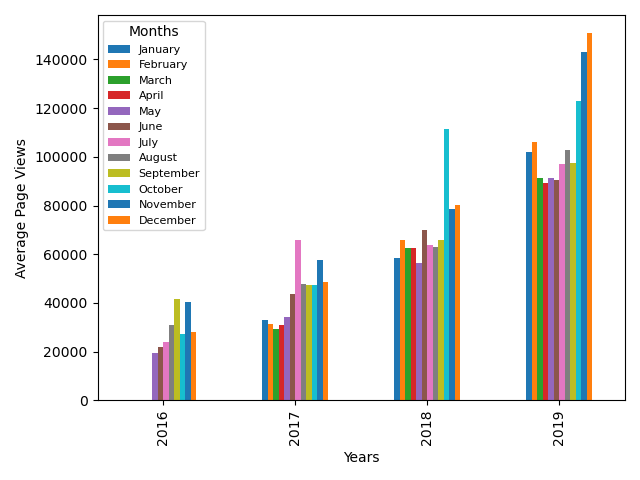 Months
January
February
March
April
May
June
July
August
September
October
November
December
Average Page Views
140000
120000
100000
80000
60000
40000
20000
0
2016
2017
2018
2019
Years